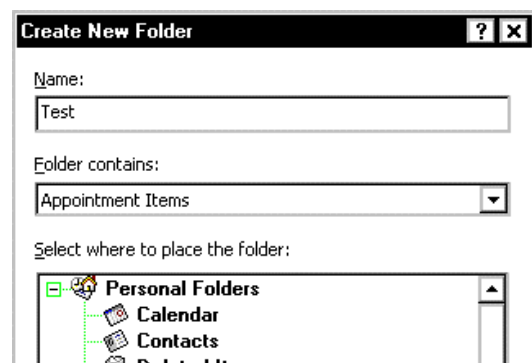 Create New Folder
Name:
Test
Folder contains:
Appointment Items
Select where to place the folder:
Personal Folders
Calendar
Contacts